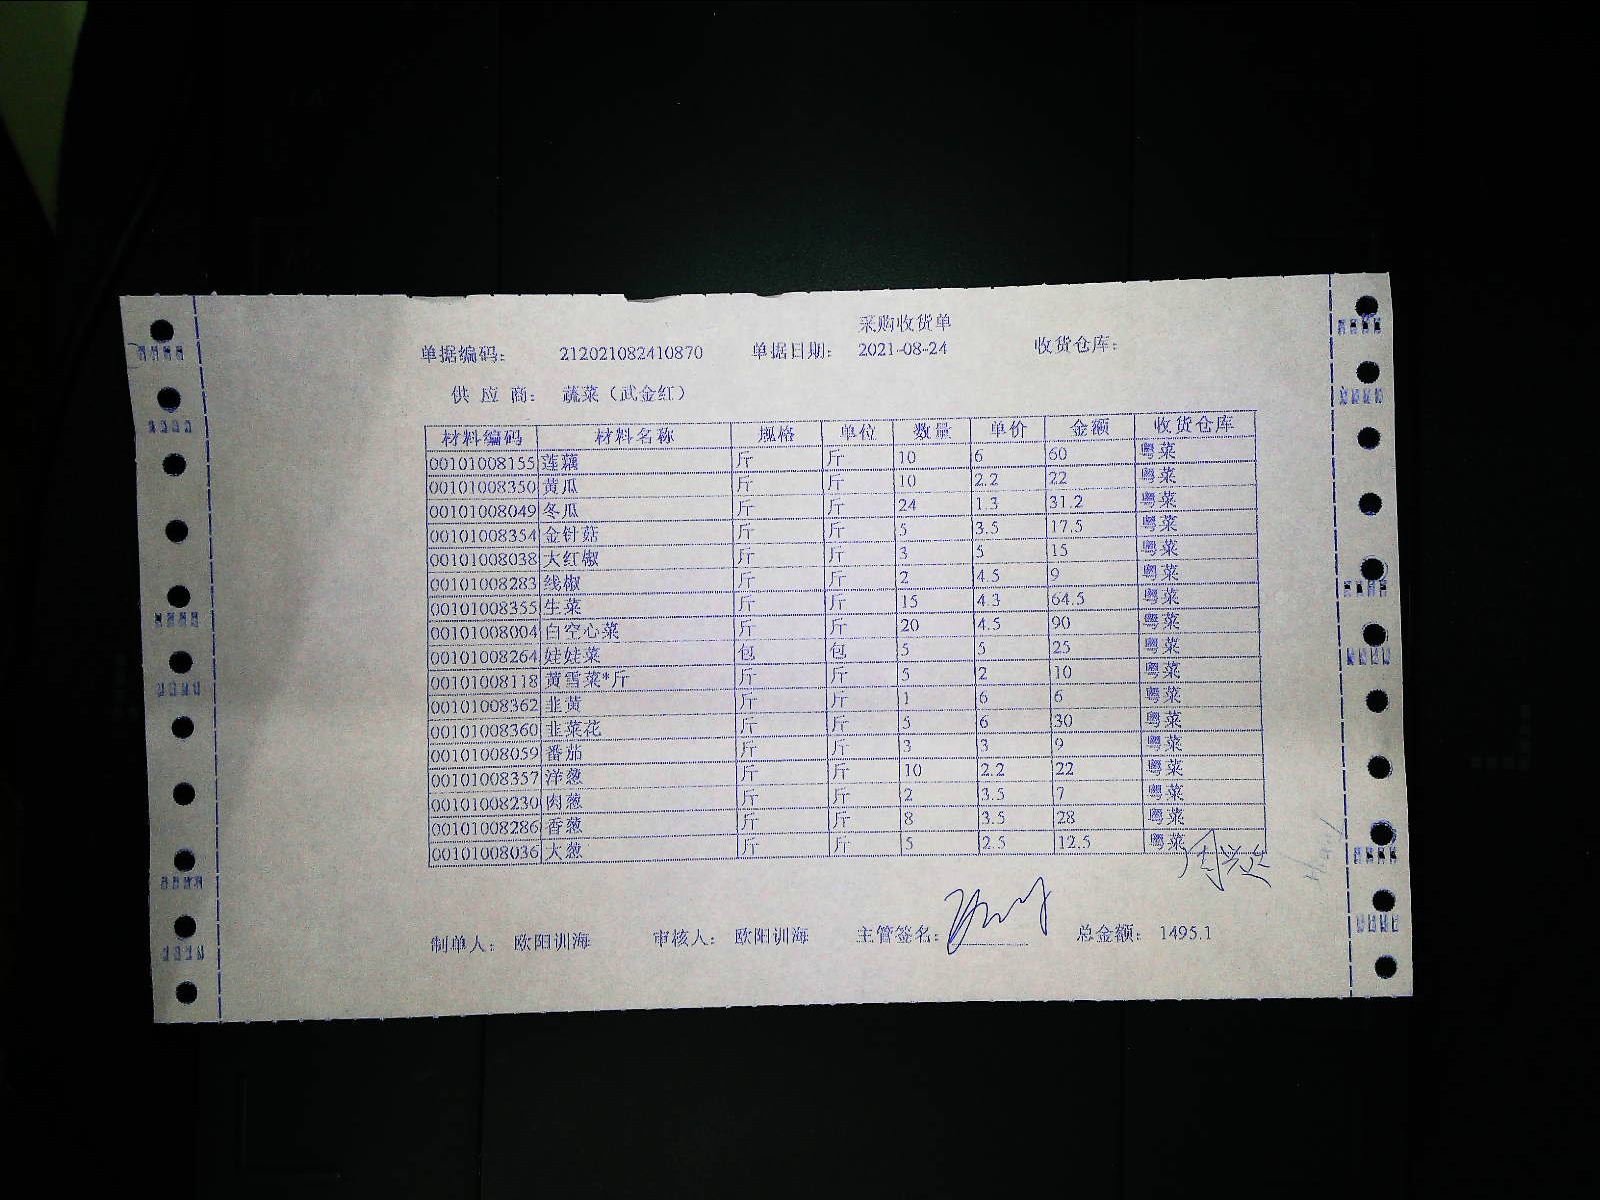 采购收货单
单据编码： 212021082410870 单据日期： 2021-08-24 收货仓库：
供 应 商： 蔬菜（武金红）
材料编码 材料名称 规格 单位 数量 单价 金额 收货仓库
00101008155 莲藕 斤 斤 10 6 60 粤菜
00101008350 黄瓜 斤 斤 10 2.2 22 粤菜
00101008049 冬瓜 斤 斤 24 1.3 31.2 粤菜
00101008354 金针菇 斤 斤 5 3.5 17.5 粤菜
00101008038 大红椒 斤 斤 3 5 15 粤菜
00101008283 线椒 斤 斤 2 4.5 9 粤菜
00101008355 生菜 斤 斤 15 4.3 64.5 粤菜
00101008004 白空心菜 斤 斤 20 4.5 90 粤菜
00101008264 娃娃菜 包 包 5 5 25 粤菜
00101008118 黄雪菜*斤 斤 斤 5 2 10 粤菜
00101008362 韭黄 斤 斤 1 6 6 粤菜
00101008360 韭菜花 斤 斤 5 6 30 粤菜
00101008059 番茄 斤 斤 3 3 9 粤菜
00101008357 洋葱 斤 斤 10 2.2 22 粤菜
00101008230 肉葱 斤 斤 2 3.5 7 粤菜
00101008286 香葱 斤 斤 8 3.5 28 粤菜
00101008036 大葱 斤 斤 5 2.5 12.5 粤菜
制单人： 欧阳训海 审核人： 欧阳训海 主管签名： 总金额： 1495.1